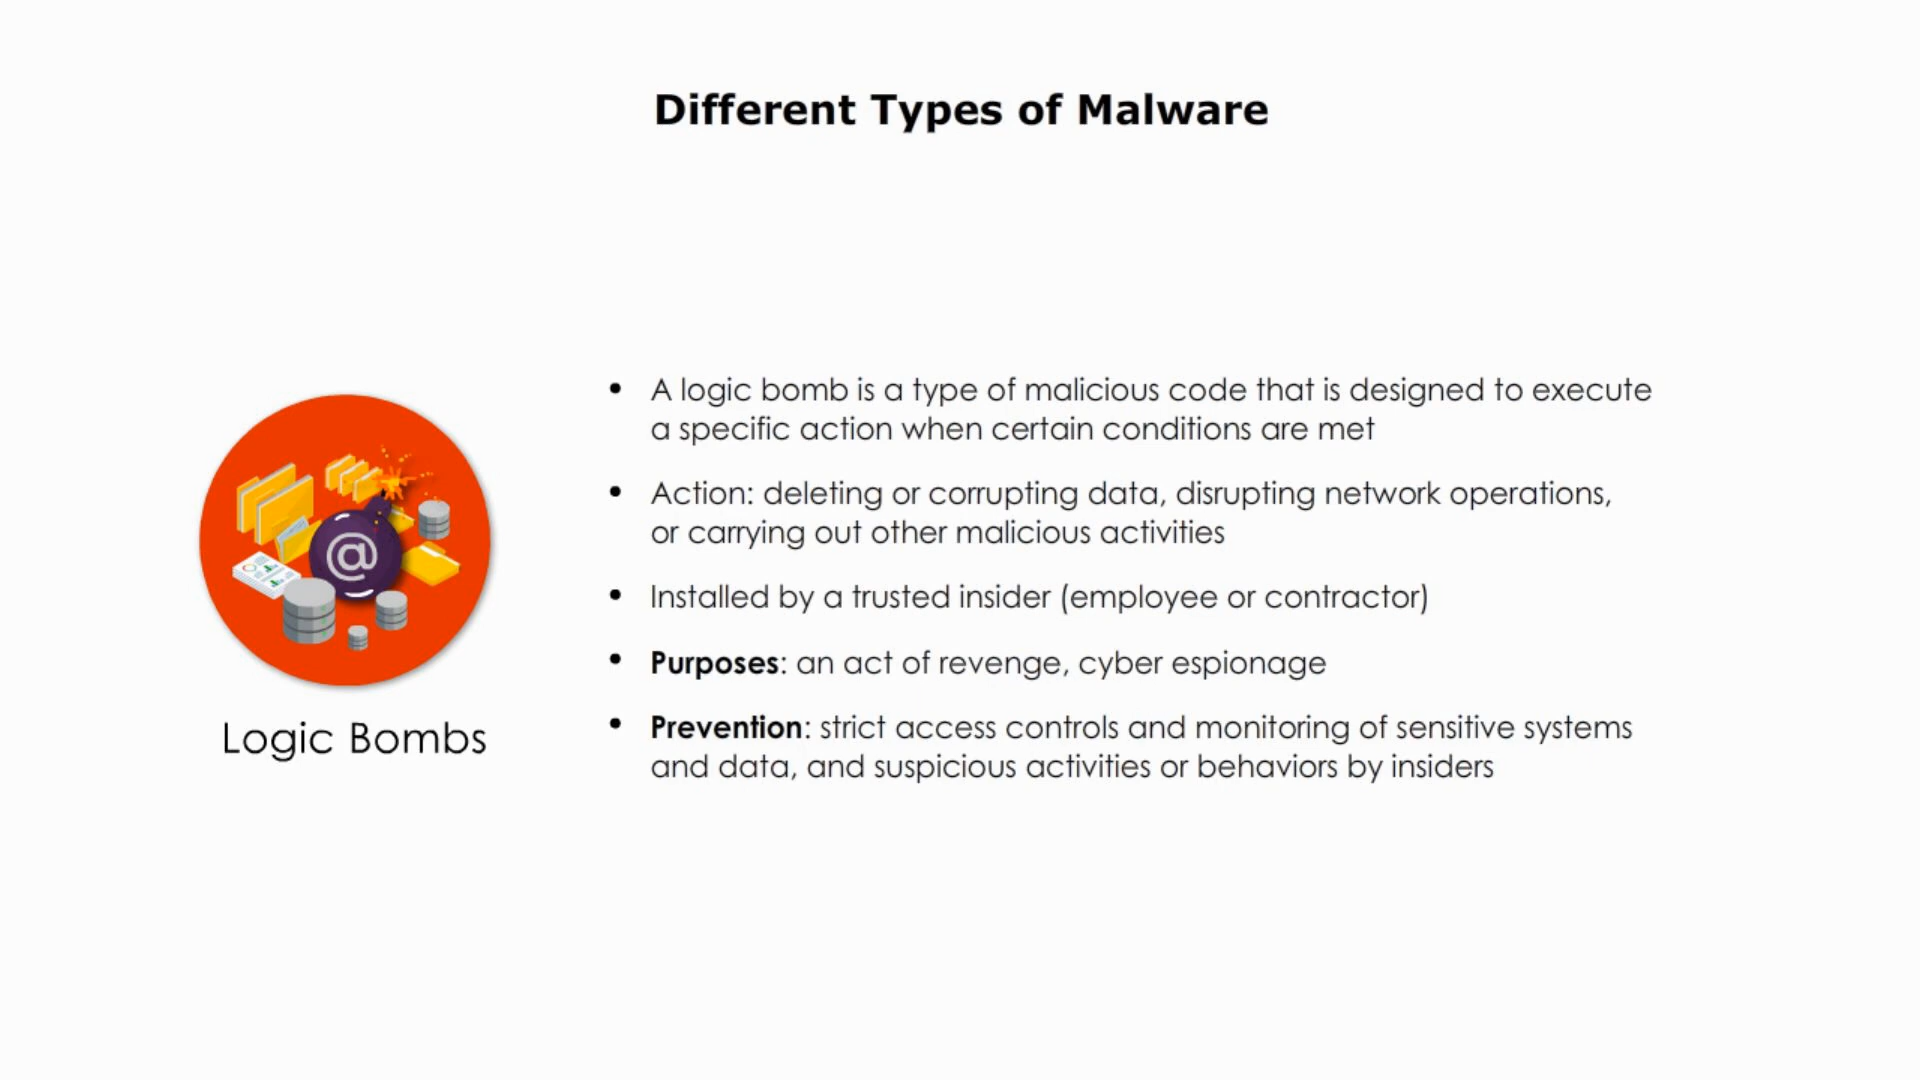 Different Types of Malware
• A logic bomb is a type of malicious code that is designed to execute
a specific action when certain conditions are met
• Action: deleting or corrupting data, disrupting network operations,
or carrying out other malicious activities
• Installed by a trusted insider (employee or contractor)
• Purposes: an act of revenge, cyber espionage
• Prevention: strict access controls and monitoring of sensitive systems
and data, and suspicious activities or behaviors by insiders
@
Logic Bombs